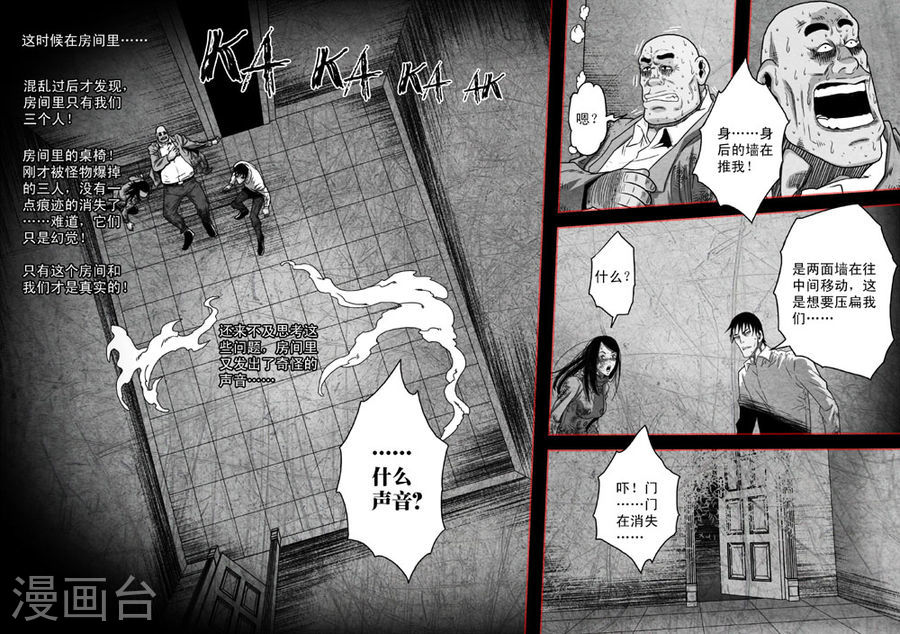 这时候在房间里……
混乱过后才发现，
房间里只有我们
三个人！
房间里的桌椅！
刚才被怪物爆掉
的三人，没有一
点痕迹的消失了
……难道，它们
只是幻觉！
只有这个房间和
我们才是真实的！
KA KA KA AK
还来不及思考这
些问题，房间里
又发出了奇怪的
声音……
……
什么
声音？
嗯？
身……身
后的墙在
推我！
什么？
是两面墙在往
中间移动，这
是想要压扁我
们……
吓！门
……门
在消失
……
漫画台